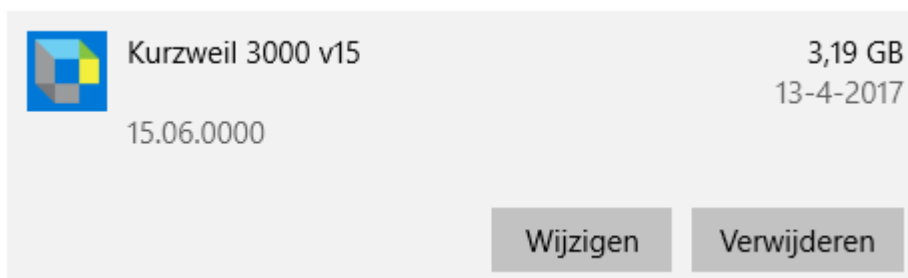 Kurzweil 3000 v15 3,19 GB
13-4-2017
15.06.0000
Wijzigen Verwijderen